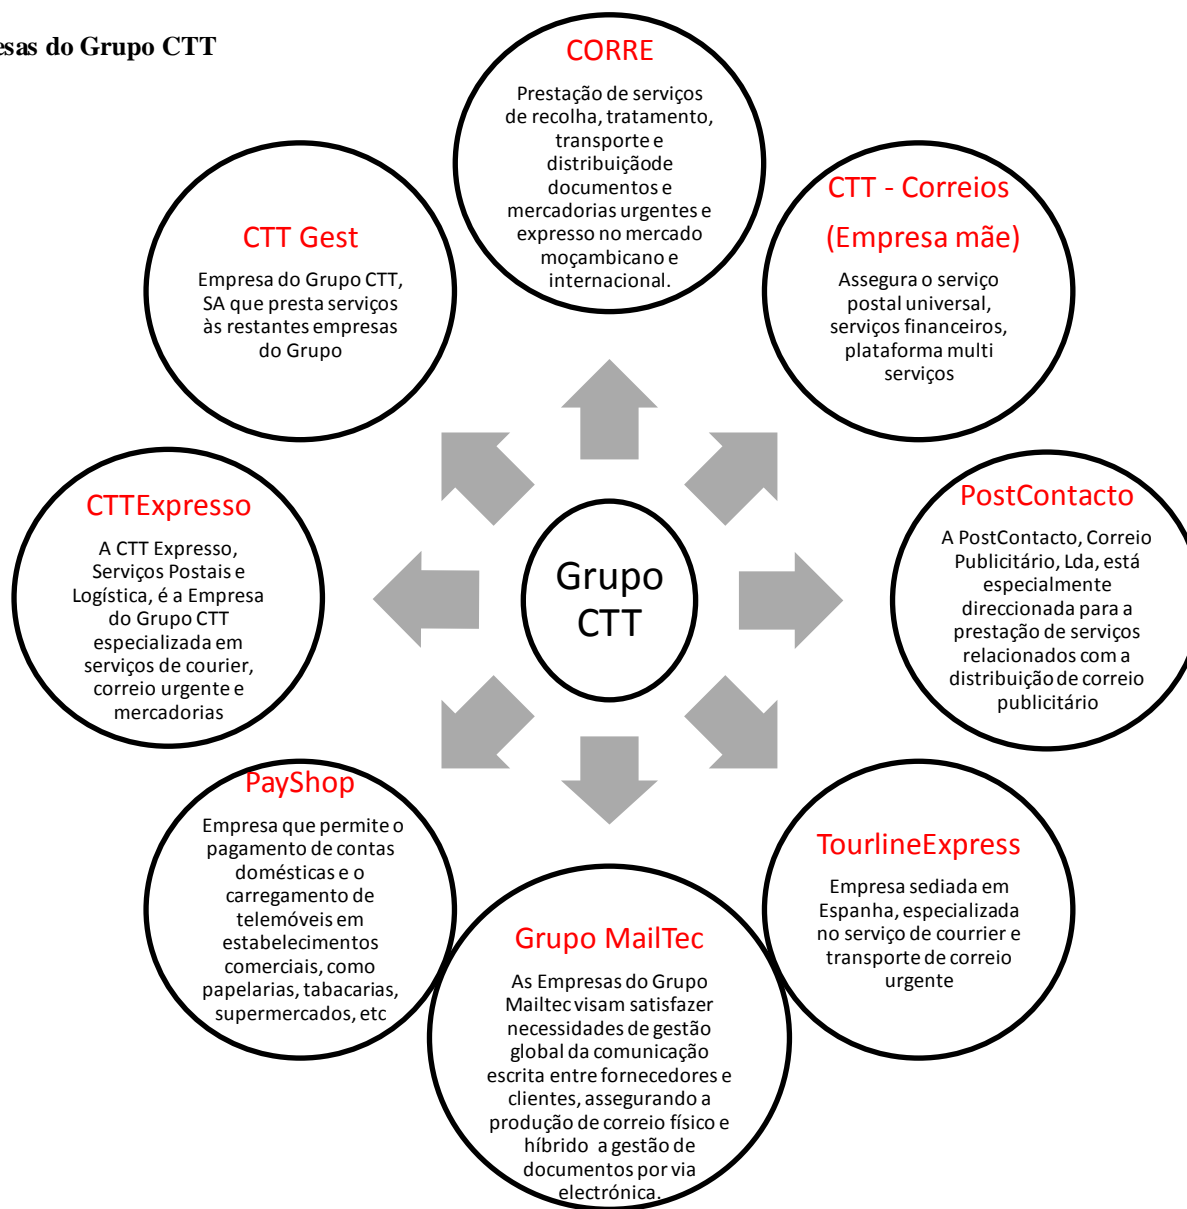 esas do Grupo CTT
CORRE
Prestação de serviços
de recolha, tratamento,
transporte e
distribuiçãode
documentos e
mercadorias urgentes e
expresso no mercado
moçambicano e
internacional.
CTT - Correios
(Empresa mãe)
Assegura o serviço
postal universal,
serviços financeiros,
plataforma multi
serviços
PostContacto
A PostContacto, Correio
Publicitário, Lda, está
especialmente
direccionada para a
prestação de serviços
relacionados com a
distribuição de correio
publicitário
TourlineExpress
Empresa sediada em
Espanha, especializada
no serviço de courrier e
transporte de correio
urgente
Grupo MailTec
As Empresas do Grupo
Mailtec visam satisfazer
necessidades de gestão
global da comunicação
escrita entre fornecedores e
clientes, assegurando a
produção de correio físico e
híbrido a gestão de
documentos por via
electrónica.
PayShop
Empresa que permite o
pagamento de contas
domésticas e o
carregamento de
telemóveis em
estabelecimentos
comerciais, como
papelarias, tabacarias,
supermercados, etc
CTTExpresso
A CTT Expresso,
Serviços Postais e
Logística, é a Empresa
do Grupo CTT
especializada em
serviços de courier,
correio urgente e
mercadorias
CTT Gest
Empresa do Grupo CTT,
SA que presta serviços
às restantes empresas
do Grupo
Grupo
CTT